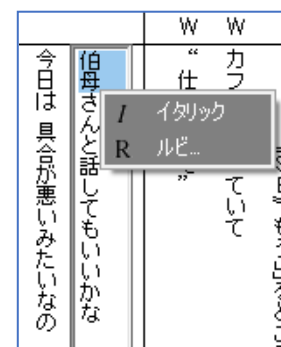 W W
カフ
ていて
“仕
”
伯母さんと話してもいいかな
今日は 具合が悪いみたいなの
I イタリック
R ルビ...